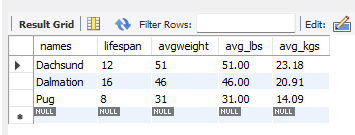 Result Grid Filter Rows: Edit:
names lifespan avgweight avg_lbs avg_kgs
Dachsund 12 51 51.00 23.18
Dalmation 16 46 46.00 20.91
Pug 8 31 31.00 14.09
NULL NULL NULL NULL NULL